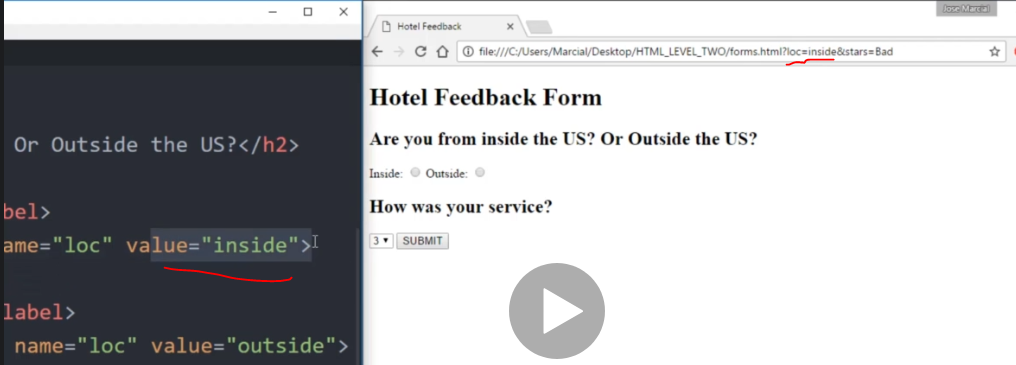 Jose Marcial
Hotel Feedback
file:///C:/Users/Marcial/Desktop/HTML_LEVEL_TWO/forms.html?loc=inside&stars=Bad
Or Outside the US?</h2>
bel>
ame="loc" value="inside">
label>
name="loc" value="outside">
Hotel Feedback Form
Are you from inside the US? Or Outside the US?
Inside: Outside:
How was your service?
3 SUBMIT